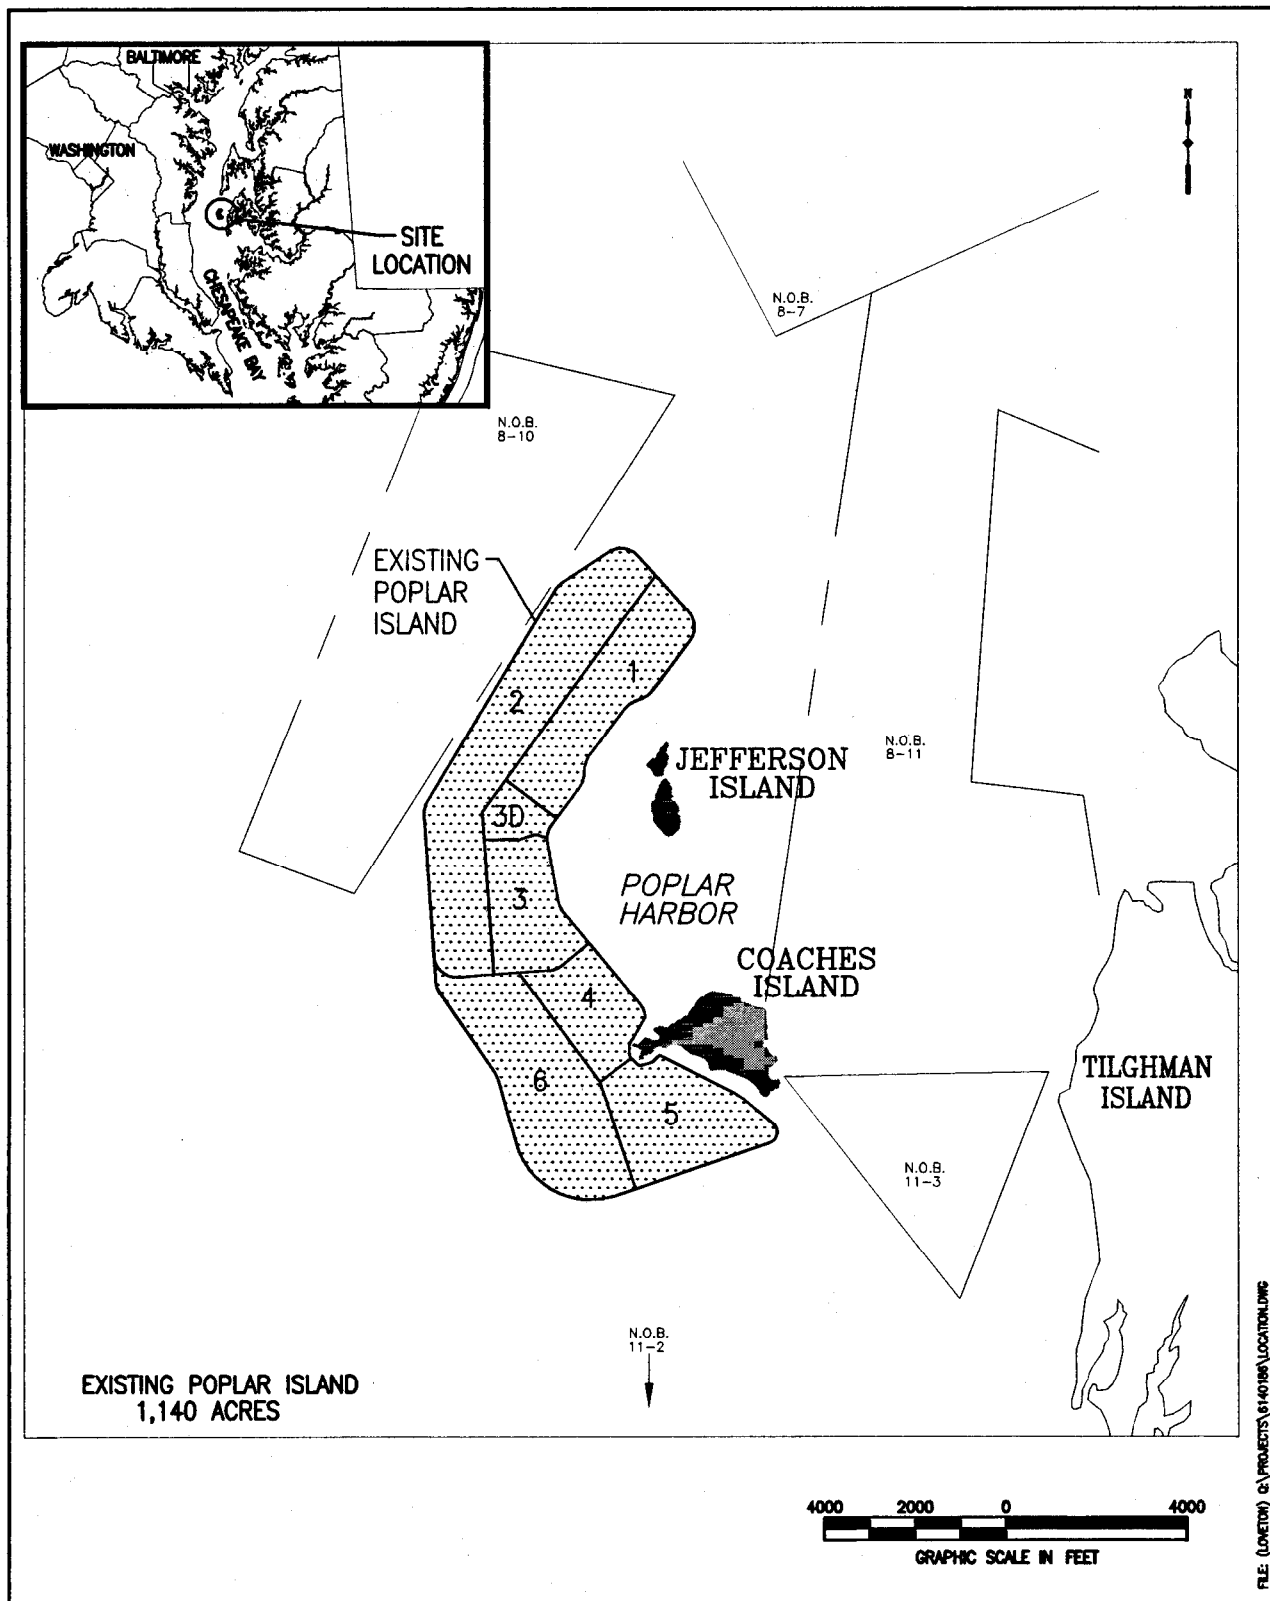 BALTIMORE
WASHINGTON
SITE
LOCATION
CHESAPEAKE BAY
N
N.O.B.
8-7
N.O.B.
8-10
EXISTING
POPLAR
ISLAND
1
2
JEFFERSON
ISLAND
N.O.B.
8-11
3D
3
POPLAR
HARBOR
COACHES
ISLAND
4
TILGHMAN
ISLAND
6
5
N.O.B.
11-3
N.O.B.
11-2
EXISTING POPLAR ISLAND
1,140 ACRES
4000 2000 0 4000
GRAPHIC SCALE IN FEET
FILE: (LOVETON) Q:\PROJECTS\6140186\LOCATION.DWG